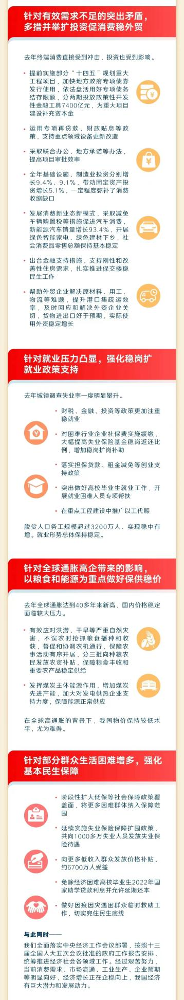 针对有效需求不足的突出矛盾，
多措并举扩投资促消费稳外贸
去年终端消费直接受到冲击，投资也受到影响。
• 提前实施部分“十四五”规划重大
工程项目，加快地方政府专项债券
发行使用，依法盘活用好专项债务
结存限额，分两期投放政策性开发
性金融工具7400亿元，为重大项目
建设补充资本金
• 运用专项再贷款、财政贴息等政
策，支持重点领域设备更新改造
• 采取联合办公、地方承诺等办法，
提高项目审批效率
• 全年基础设施、制造业投资分别增
长9.4%、9.1%，带动固定资产投
资增长5.1%，一定程度弥补了消费
收缩缺口
• 发展消费新业态新模式，采取减免
车辆购置税等措施促进汽车消费，
新能源汽车销量增长93.4%，开展
绿色智能家电、绿色建材下乡，社
会消费品零售总额保持基本稳定
• 出台金融支持措施，支持刚性和改
善性住房需求，扎实推进保交楼稳
民生工作
• 帮助外贸企业解决原材料、用工、
物流等难题，提升港口集疏运效
率，及时回应和解决外资企业关
切，货物进出口好于预期，实际使
用外资稳定增长
针对就业压力凸显，强化稳岗扩
就业政策支持
去年城镇调查失业率一度明显攀升。
• 财税、金融、投资等政策更加注重
稳就业
• 对困难行业企业社保费实施缓缴，
大幅提高失业保险基金稳岗返还比
例，增加稳岗扩岗补助
• 落实担保贷款、租金减免等创业支
持政策
• 突出做好高校毕业生就业工作，开
展就业困难人员专项帮扶
• 在重点工程建设中推广以工代赈
脱贫人口务工规模超过3200万人、实现稳中有
增。就业形势总体保持稳定。
针对全球通胀高企带来的影响，
以粮食和能源为重点做好保供稳价
去年全球通胀达到40多年来新高，国内价格稳定
面临较大压力。
• 有效应对洪涝、干旱等严重自然灾
害，不误农时抢抓粮食播种和收
获，督促和协调农机通行，保障农
事活动有序开展，分三批向种粮农
民发放农资补贴，保障粮食丰收和
重要农产品稳定供给
• 发挥煤炭主体能源作用，增加煤炭
先进产能，加大对发电供热企业支
持力度，保障能源正常供应
在全球高通胀的背景下，我国物价保持较低水
平，尤为难得。
针对部分群众生活困难增多，强化
基本民生保障
• 阶段性扩大低保等社会保障政策覆
盖面，将更多困难群体纳入保障范
围
• 延续实施失业保险保障扩围政策，
共向1000多万失业人员发放失业保
险待遇
• 向更多低收入群众发放价格补贴，
约6700万人受益
• 免除经济困难高校毕业生2022年国
家助学贷款利息并允许延期还本
• 做好因疫因灾遇困群众临时救助工
作，切实兜住民生底线
与此同时——
我们全面落实中央经济工作会议部署，按照十三
届全国人大五次会议批准的政府工作报告安排，
统筹推进经济社会各领域工作。经过艰苦努力，
当前消费需求、市场流通、工业生产、企业预期
等明显向好，经济增长正在企稳向上，我国经济
有巨大潜力和发展动力。